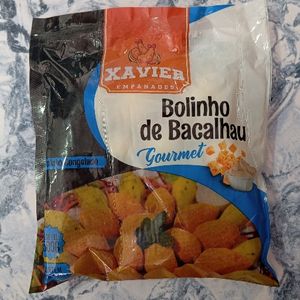 XAVIER
EMPANADOS
Bolinho
de Bacalhau
Gourmet